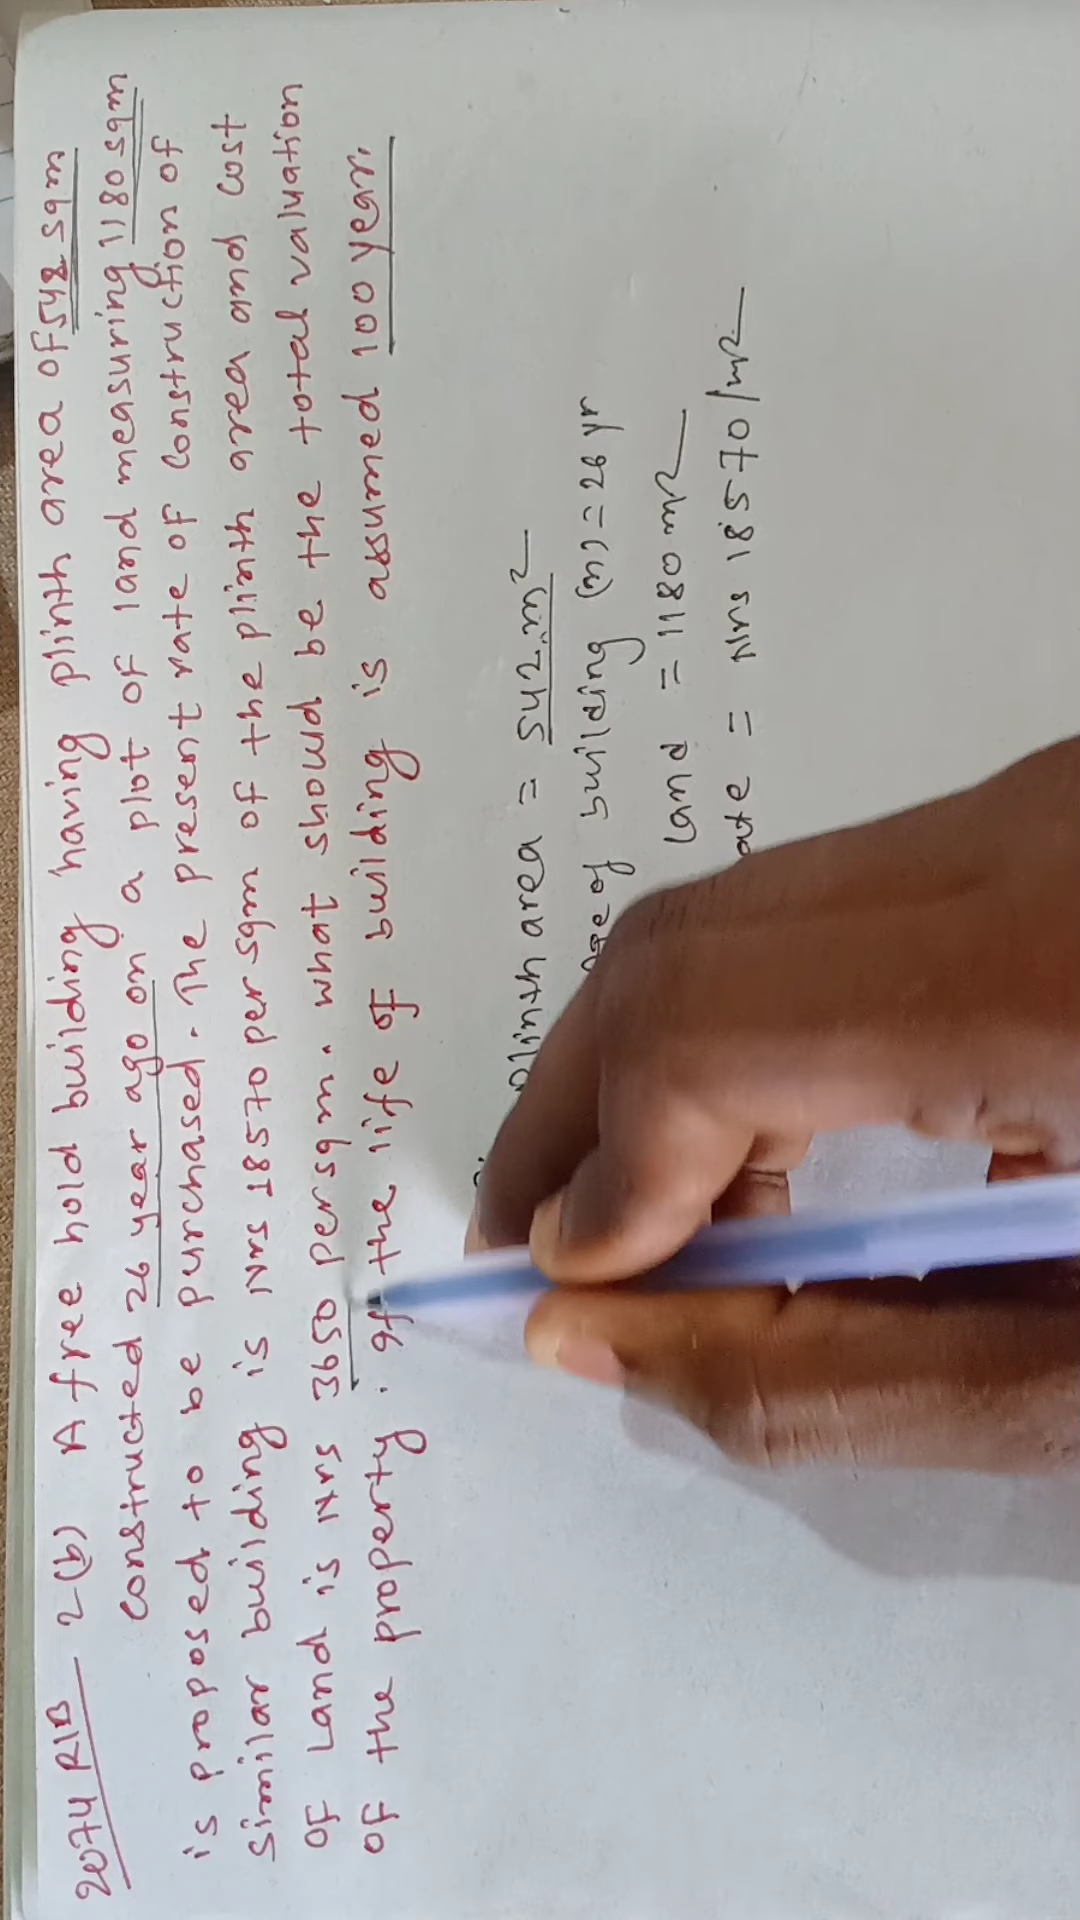 2074 RIB 2(b) A free hold building having plinth area of 548 sqm
constructed 26 year ago on a plot of land measuring 1180 sqm
is proposed to be purchased. The present rate of construction of
similar building is Nrs 18570 per sqm of the plinth area and cost
of Land is Nrs 3650 per sqm. what should be the total valuation
of the property. If the life of building is assumed 100 year.
Plinth area = 542 m²
Age of building (n) = 26 yr
land = 1180 m²
ate = Nrs 18570/m²